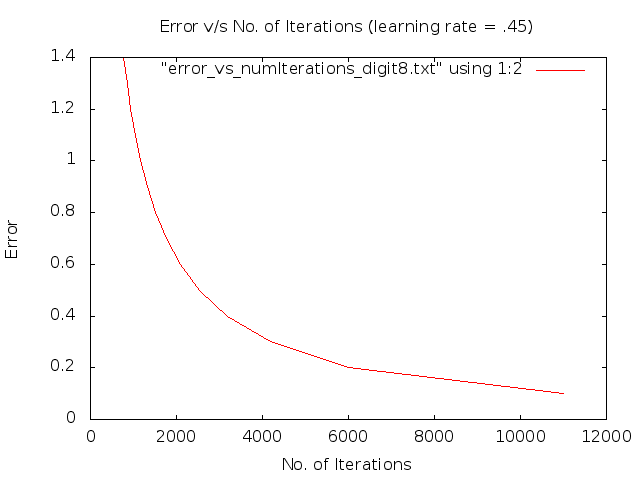 Error v/s No. of Iterations (learning rate = .45)
"error_vs_numIterations_digit8.txt" using 1:2
1.4
1.2
1
0.8
0.6
0.4
0.2
0
Error
0 2000 4000 6000 8000 10000 12000
No. of Iterations